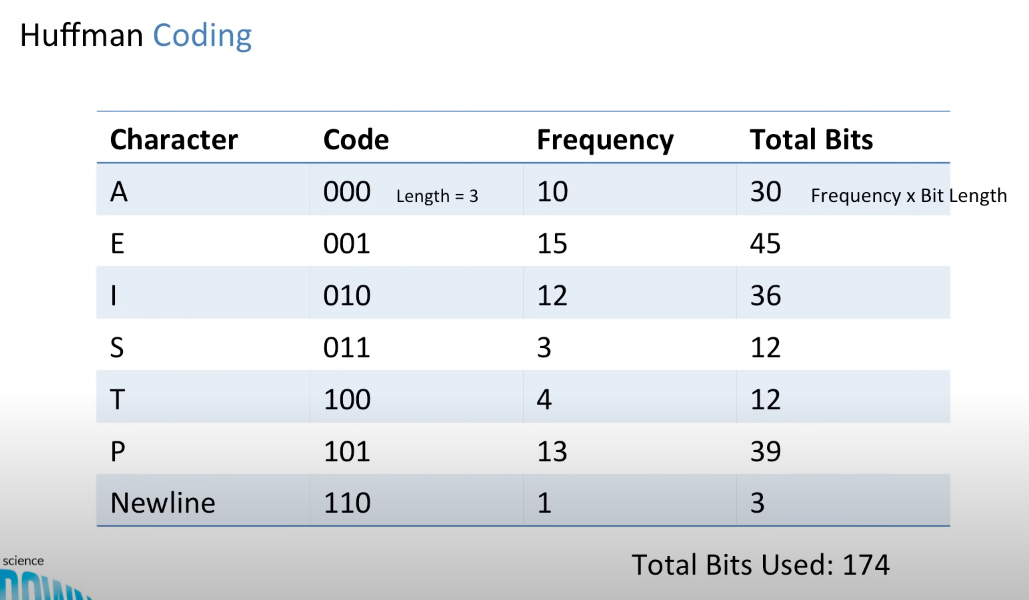 Huffman Coding
Character Code Frequency Total Bits
A 000 Length = 3 10 30 Frequency x Bit Length
E 001 15 45
I 010 12 36
S 011 3 12
T 100 4 12
P 101 13 39
Newline 110 1 3
Total Bits Used: 174
science
DOWN